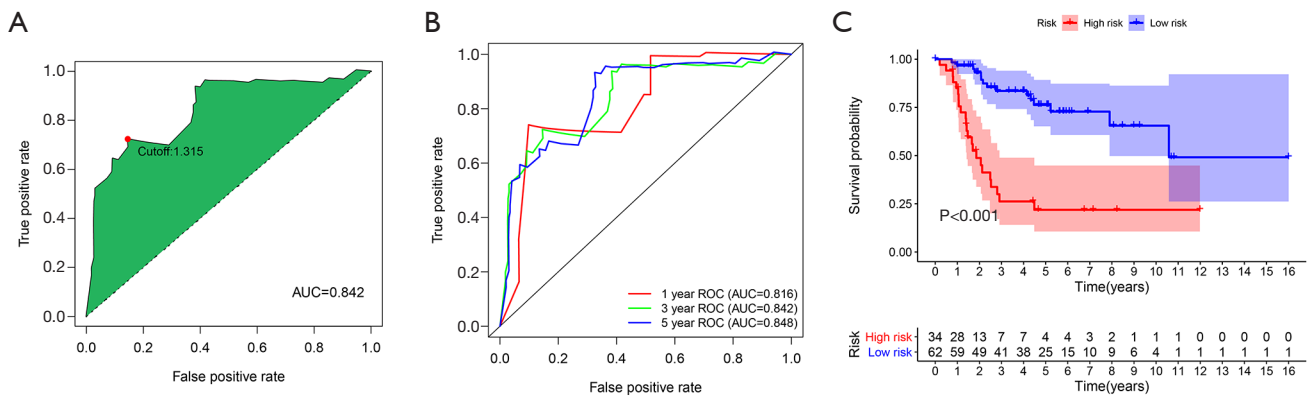 A
1.0
0.8
0.6
0.4
0.2
0.0
True positive rate
Cutoff:1.315
AUC=0.842
0.0 0.2 0.4 0.6 0.8 1.0
False positive rate
B
1.0
0.8
0.6
0.4
0.2
0.0
True positive rate
1 year ROC (AUC=0.816)
3 year ROC (AUC=0.842)
5 year ROC (AUC=0.848)
0.0 0.2 0.4 0.6 0.8 1.0
False positive rate
C
Risk High risk Low risk
1.00
0.75
0.50
0.25
0.00
Survival probability
P<0.001
0 1 2 3 4 5 6 7 8 9 10 11 12 13 14 15 16
Time(years)
Risk
High risk 34 28 13 7 7 4 4 3 2 1 1 1 0 0 0 0 0
Low risk 62 59 49 41 38 25 15 10 9 6 4 1 1 1 1 1 1
0 1 2 3 4 5 6 7 8 9 10 11 12 13 14 15 16
Time(years)